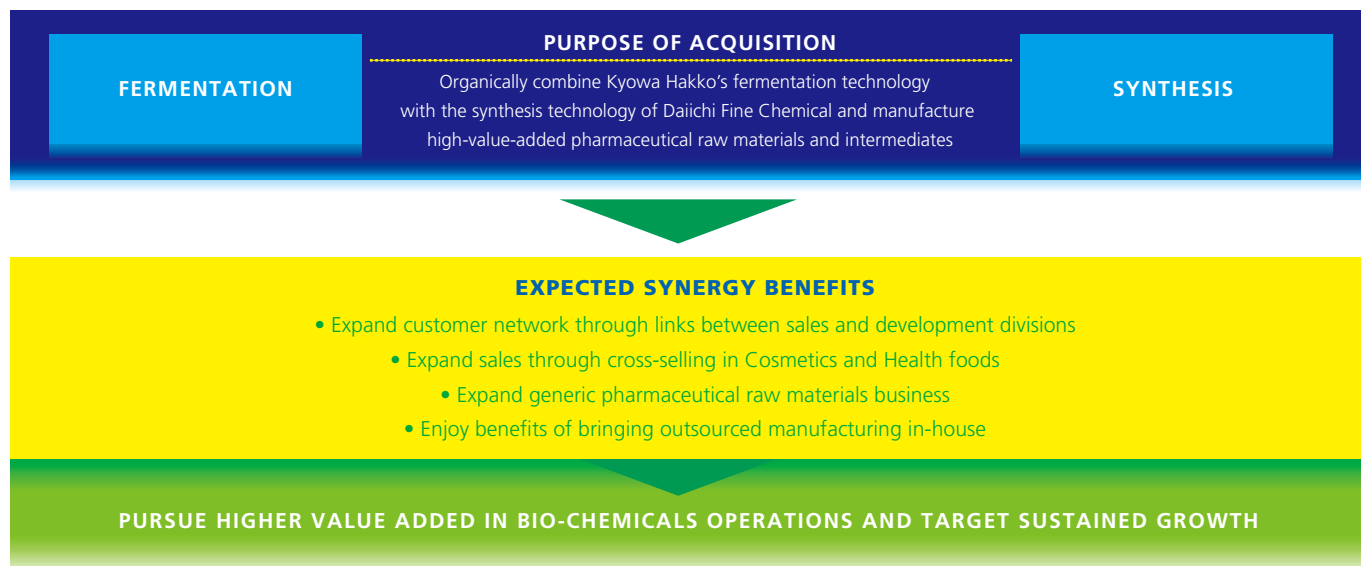 FERMENTATION
PURPOSE OF ACQUISITION
Organically combine Kyowa Hakko’s fermentation technology
with the synthesis technology of Daiichi Fine Chemical and manufacture
high-value-added pharmaceutical raw materials and intermediates
SYNTHESIS
EXPECTED SYNERGY BENEFITS
• Expand customer network through links between sales and development divisions
• Expand sales through cross-selling in Cosmetics and Health foods
• Expand generic pharmaceutical raw materials business
• Enjoy benefits of bringing outsourced manufacturing in-house
PURSUE HIGHER VALUE ADDED IN BIO-CHEMICALS OPERATIONS AND TARGET SUSTAINED GROWTH